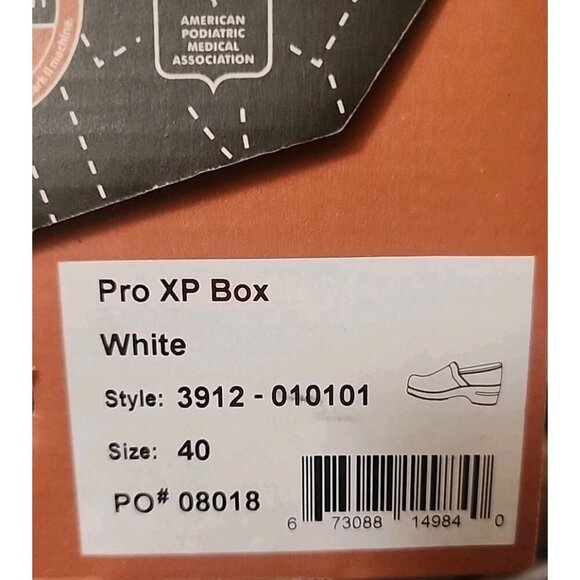 AMERICAN
PODIATRIC
MEDICAL
ASSOCIATION
machine.
Pro XP Box
White
Style: 3912 - 010101
Size: 40
PO# 08018
6 73088 14984 0